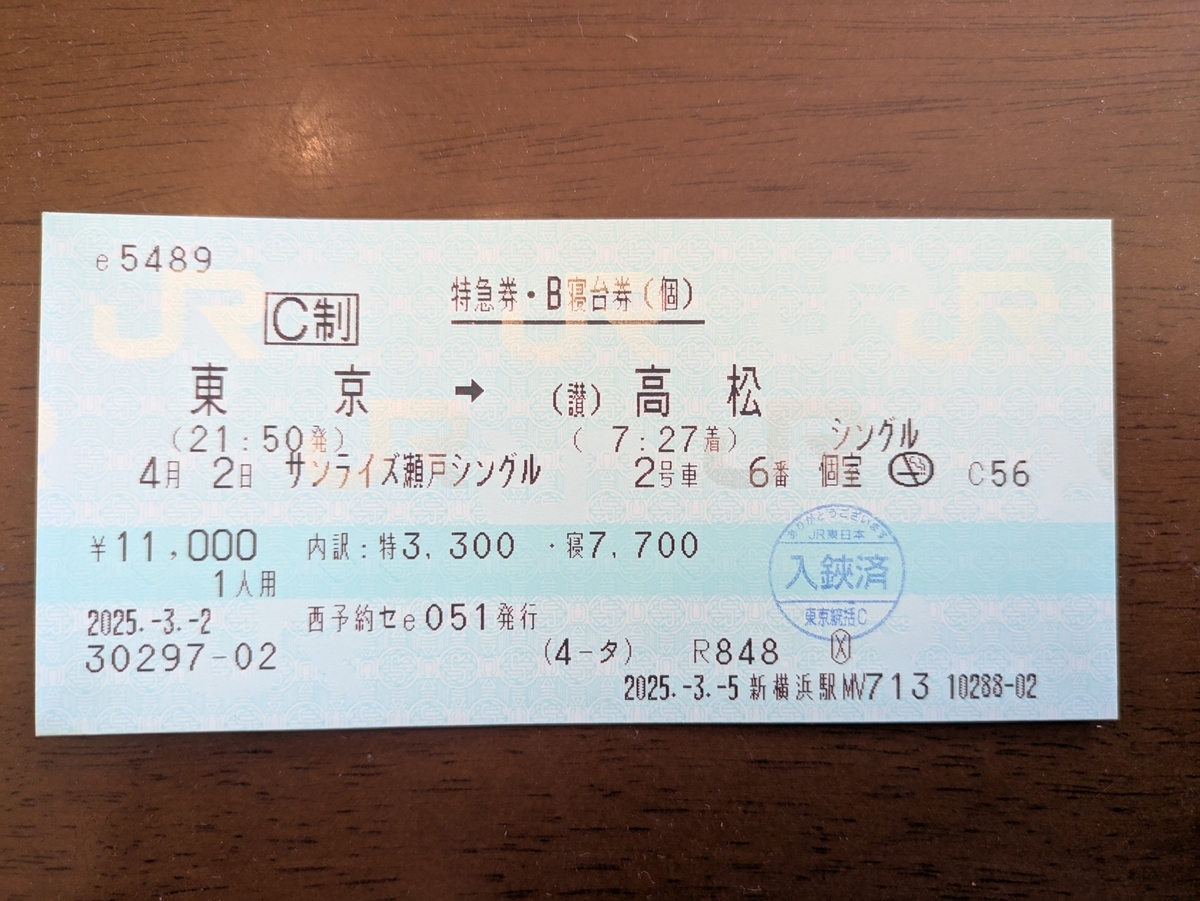 e5489
C制
特急券・B寝台券(個)
東京 → (讃)高松
(21:50発) ( 7:27着) シングル
4月 2日 サンライズ瀬戸シングル 2号車 6番 個室 C56
¥11,000 内訳:特3,300 ・寝7,700
1人用
ありがとうございます
JR東日本
入鋏済
東京統括C
2025.-3.-2 西予約セe051発行
30297-02 (4-タ) R848 X
2025.-3.-5 新横浜駅MV713 10288-02
JR JR JR